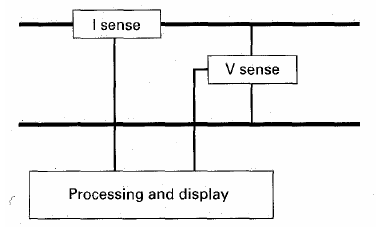 I sense
V sense
Processing and display